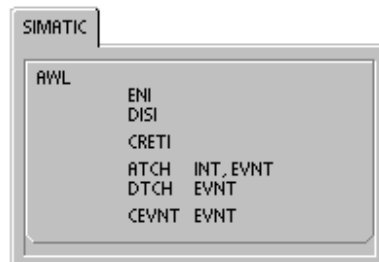 SIMATIC
AWL
ENI
DISI
CRETI
ATCH INT, EVNT
DTCH EVNT
CEVNT EVNT